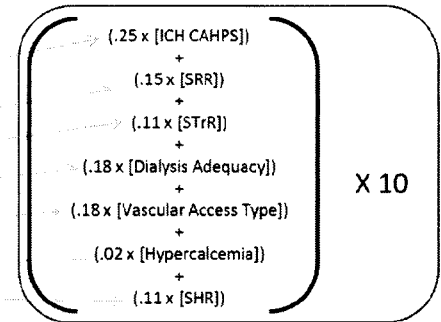 (.25 x [ICH CAHPS])
+
(.15 x [SRR])
+
(.11 x [STrR])
+
(.18 x [Dialysis Adequacy])
+
(.18 x [Vascular Access Type])
+
(.02 x [Hypercalcemia])
+
(.11 x [SHR])
X 10